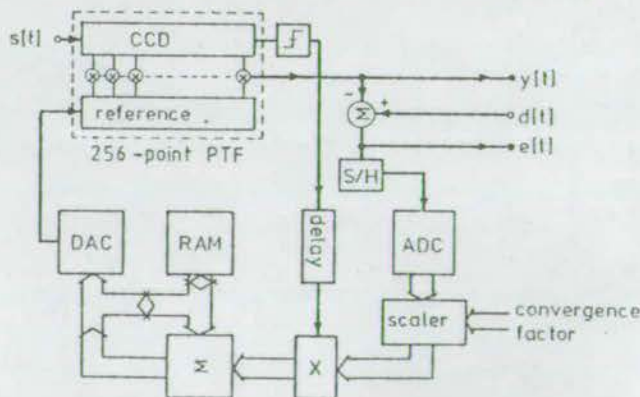 s[t]
CCD
reference
256-point PTF
y[t]
-
+
Σ
d[t]
e[t]
S/H
DAC
RAM
delay
ADC
scaler
convergence
factor
Σ
X